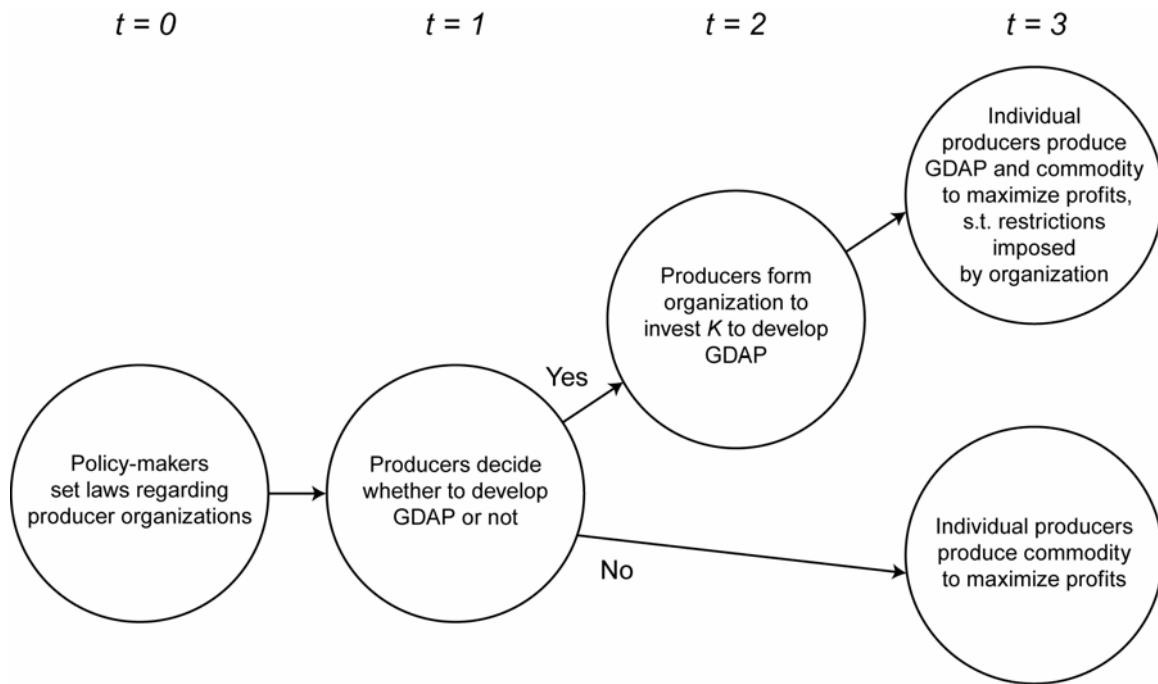 t = 0
t = 1
t = 2
t = 3
Policy-makers
set laws regarding
producer organizations
Producers decide
whether to develop
GDAP or not
Yes
No
Producers form
organization to
invest K to develop
GDAP
Individual
producers produce
GDAP and commodity
to maximize profits,
s.t. restrictions
imposed
by organization
Individual producers
produce commodity
to maximize profits